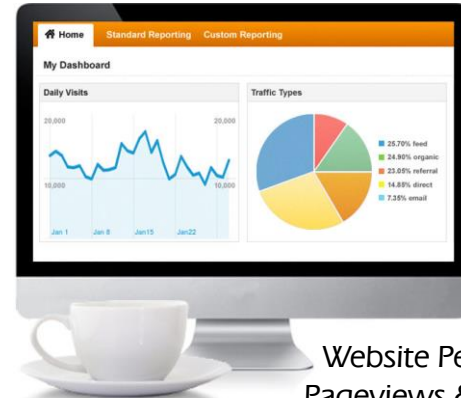 Home Standard Reporting Custom Reporting
My Dashboard
Daily Visits
Traffic Types
20,000 20,000
10,000 10,000
Jan 1 Jan 8 Jan15 Jan22
25.70% feed
24.90% organic
23.05% referral
14.85% direct
7.35% email
Website Pe
Pageviews &